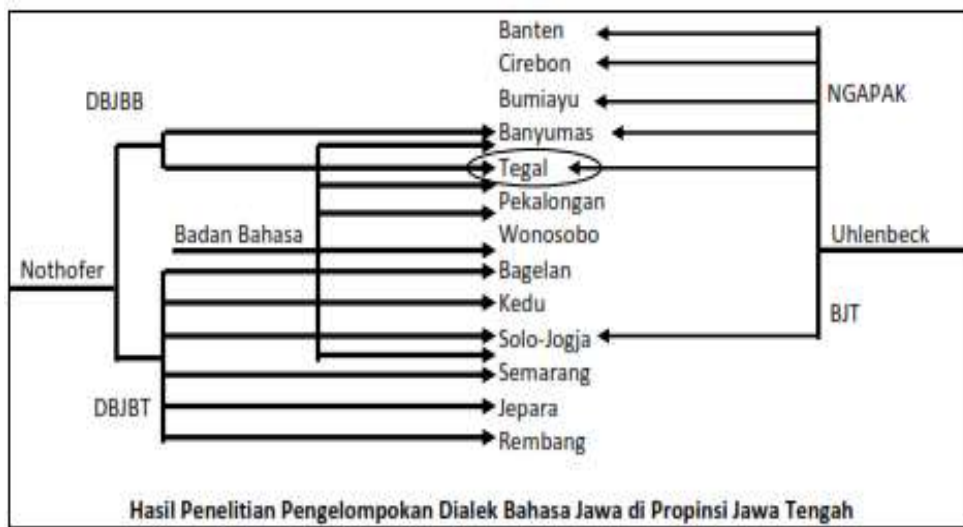 Banten
Cirebon
DBJBB
Bumiayu
NGAPAK
Banyumas
Tegal
Pekalongan
Badan Bahasa
Wonosobo
Uhlenbeck
Nothofer
Bagelan
Kedu
BJT
Solo-Jogja
Semarang
DBJBT
Jepara
Rembang
Hasil Penelitian Pengelompokan Dialek Bahasa Jawa di Propinsi Jawa Tengah